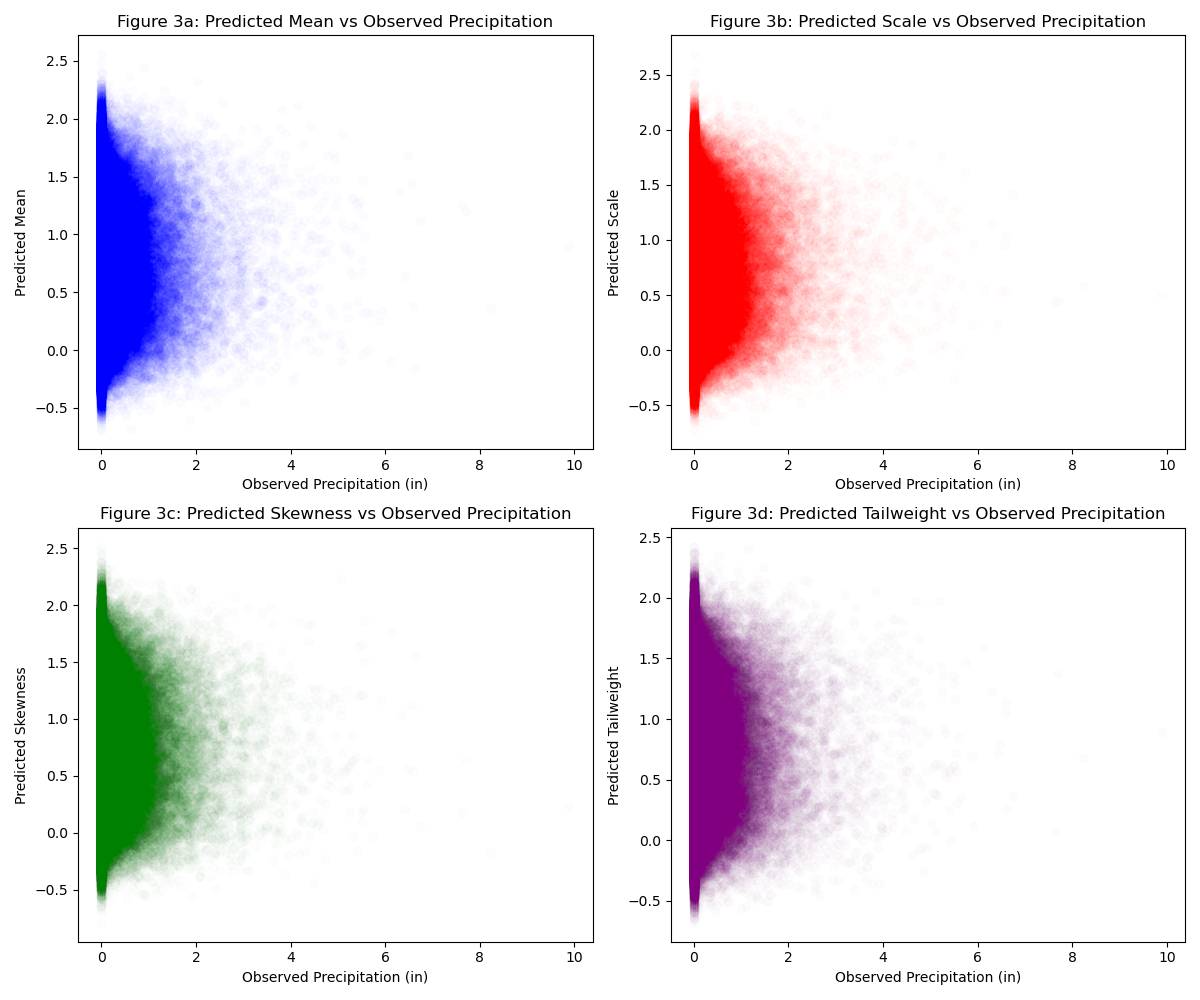 Figure 3a: Predicted Mean vs Observed Precipitation
2.5
2.0
1.5
1.0
0.5
0.0
−0.5
Predicted Mean
0 2 4 6 8 10
Observed Precipitation (in)
Figure 3b: Predicted Scale vs Observed Precipitation
2.5
2.0
1.5
1.0
0.5
0.0
−0.5
Predicted Scale
0 2 4 6 8 10
Observed Precipitation (in)
Figure 3c: Predicted Skewness vs Observed Precipitation
2.5
2.0
1.5
1.0
0.5
0.0
−0.5
Predicted Skewness
0 2 4 6 8 10
Observed Precipitation (in)
Figure 3d: Predicted Tailweight vs Observed Precipitation
2.5
2.0
1.5
1.0
0.5
0.0
−0.5
Predicted Tailweight
0 2 4 6 8 10
Observed Precipitation (in)